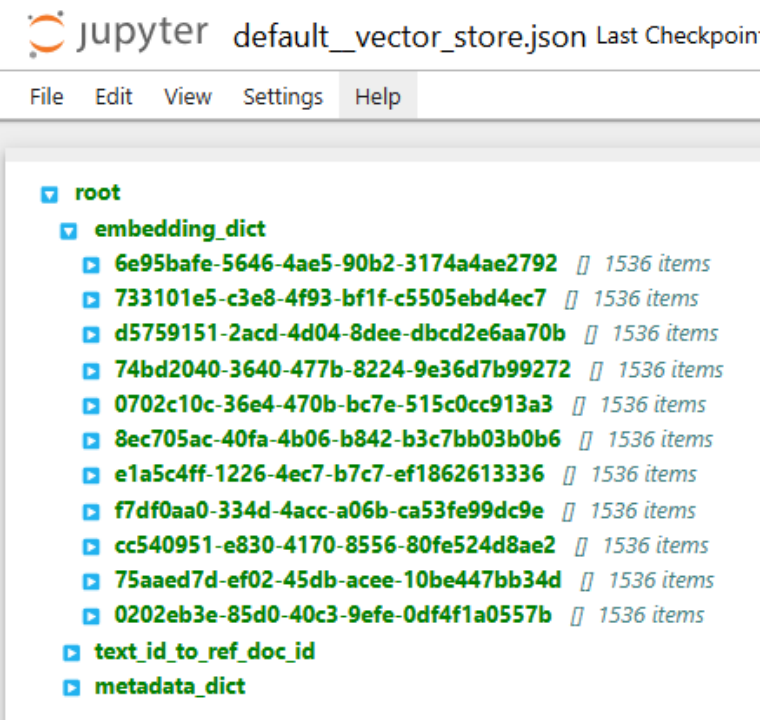 jupyter default__vector_store.json Last Checkpoin
File Edit View Settings Help
root
embedding_dict
6e95bafe-5646-4ae5-90b2-3174a4ae2792 [] 1536 items
733101e5-c3e8-4f93-bf1f-c5505ebd4ec7 [] 1536 items
d5759151-2acd-4d04-8dee-dbcd2e6aa70b [] 1536 items
74bd2040-3640-477b-8224-9e36d7b99272 [] 1536 items
0702c10c-36e4-470b-bc7e-515c0cc913a3 [] 1536 items
8ec705ac-40fa-4b06-b842-b3c7bb03b0b6 [] 1536 items
e1a5c4ff-1226-4ec7-b7c7-ef1862613336 [] 1536 items
f7df0aa0-334d-4acc-a06b-ca53fe99dc9e [] 1536 items
cc540951-e830-4170-8556-80fe524d8ae2 [] 1536 items
75aaed7d-ef02-45db-acee-10be447bb34d [] 1536 items
0202eb3e-85d0-40c3-9efe-0df4f1a0557b [] 1536 items
text_id_to_ref_doc_id
metadata_dict